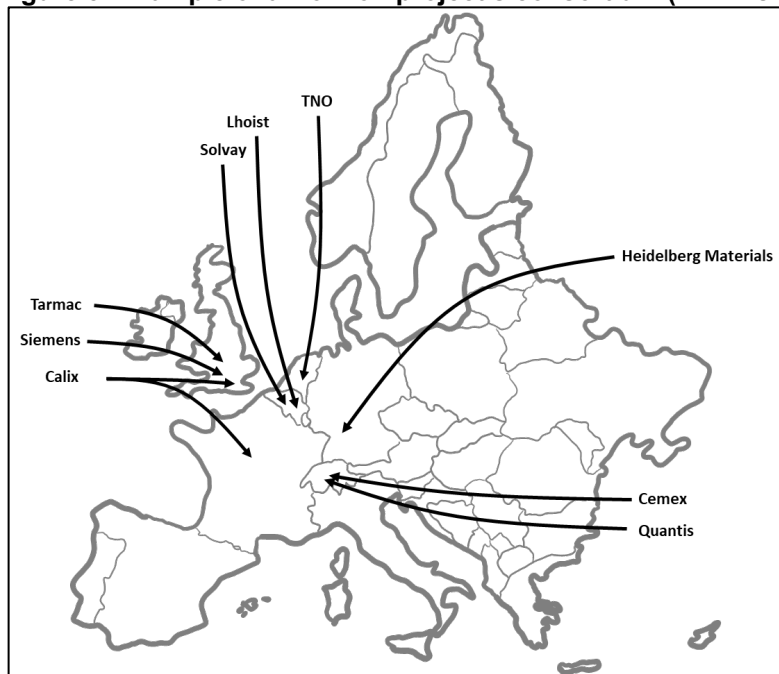 TNO
Lhoist
Solvay
Heidelberg Materials
Tarmac
Siemens
Calix
Cemex
Quantis